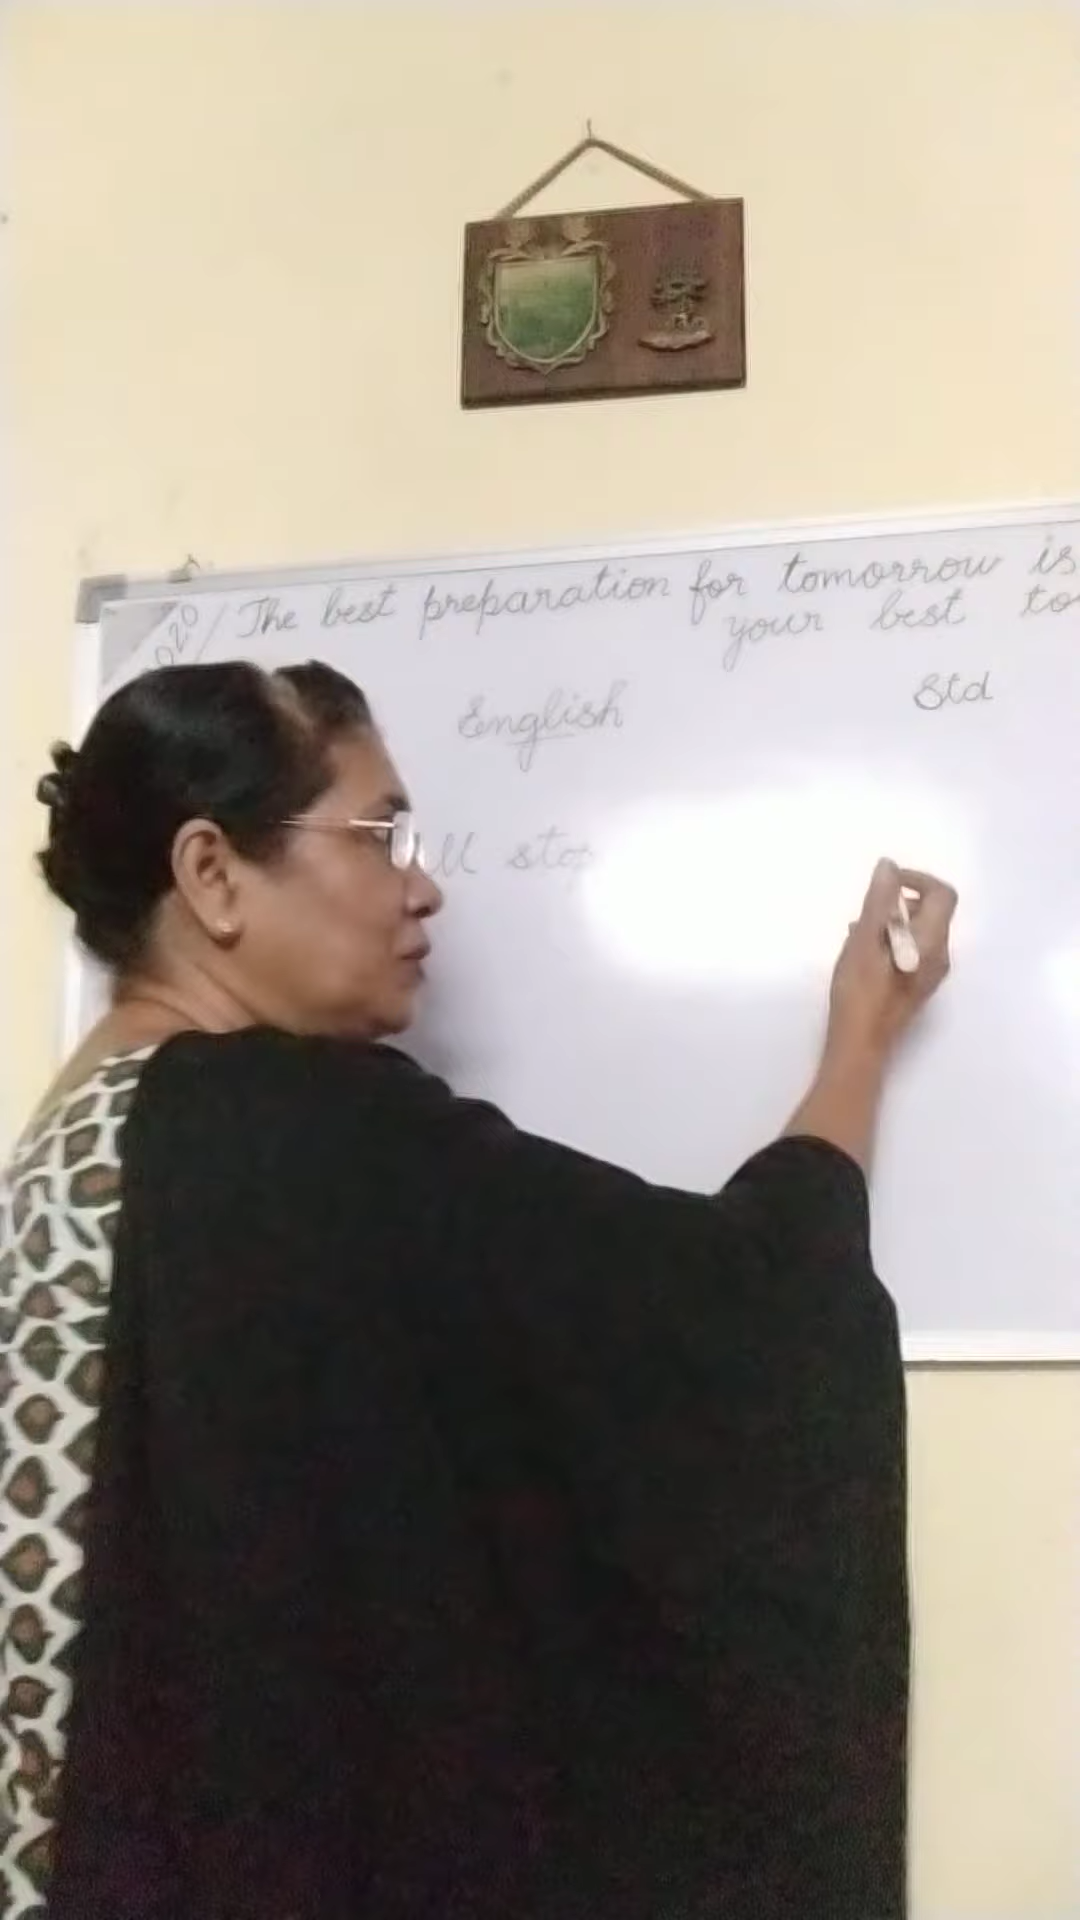 2020
The best preparation for tomorrow is
your best to
English
Std
ll stop